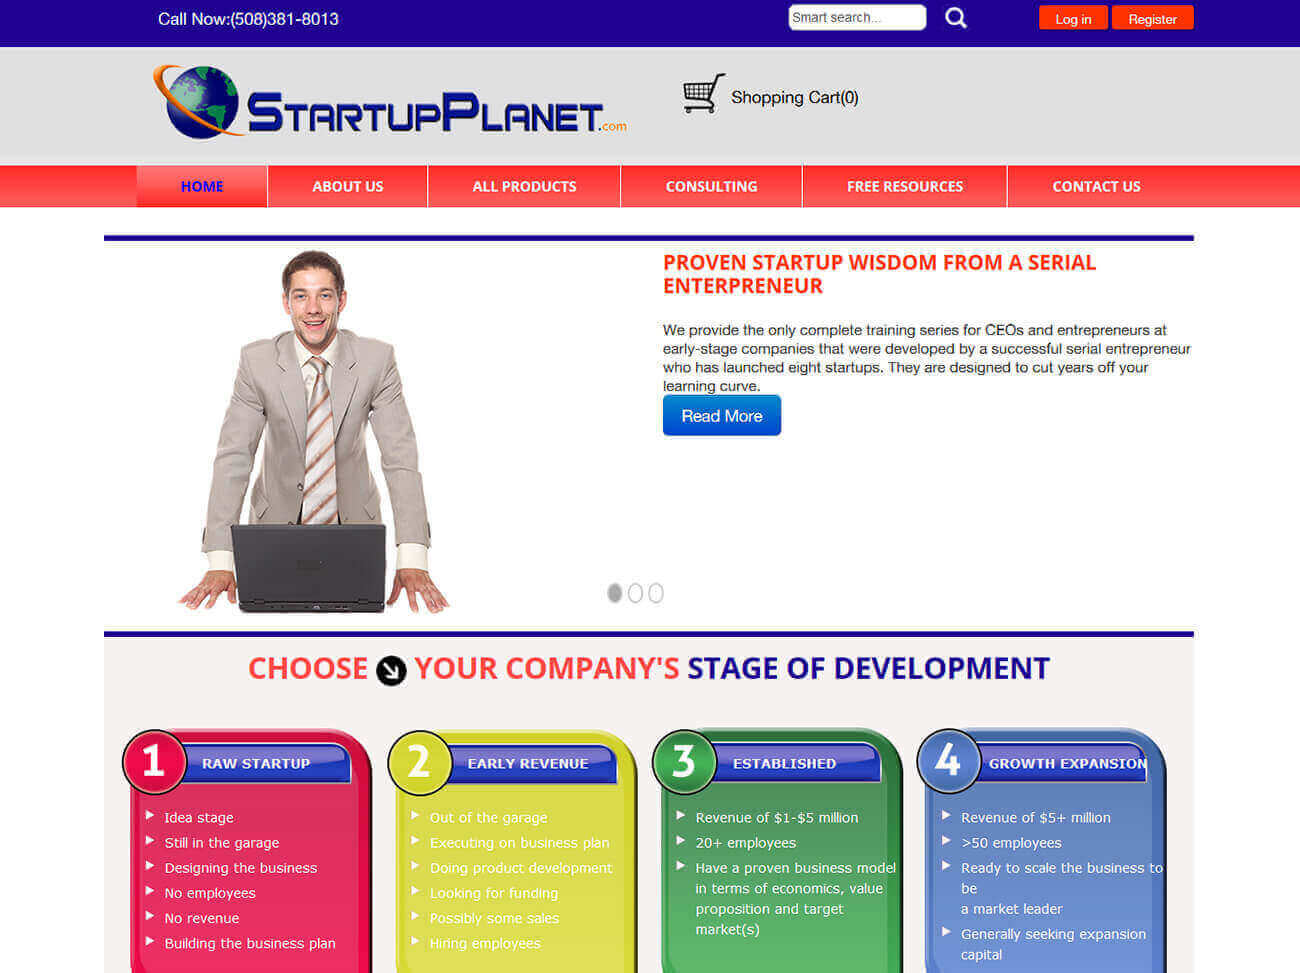 Call Now:(508)381-8013
Smart search...
Log in
Register
STARTUPPLANET.com
Shopping Cart(0)
HOME
ABOUT US
ALL PRODUCTS
CONSULTING
FREE RESOURCES
CONTACT US
PROVEN STARTUP WISDOM FROM A SERIAL
ENTERPRENEUR
We provide the only complete training series for CEOs and entrepreneurs at
early-stage companies that were developed by a successful serial entrepreneur
who has launched eight startups. They are designed to cut years off your
learning curve.
Read More
CHOOSE YOUR COMPANY'S STAGE OF DEVELOPMENT
1 RAW STARTUP
Idea stage
Still in the garage
Designing the business
No employees
No revenue
Building the business plan
2 EARLY REVENUE
Out of the garage
Executing on business plan
Doing product development
Looking for funding
Possibly some sales
Hiring employees
3 ESTABLISHED
Revenue of $1-$5 million
20+ employees
Have a proven business model
in terms of economics, value
proposition and target
market(s)
4 GROWTH EXPANSION
Revenue of $5+ million
>50 employees
Ready to scale the business to
be
a market leader
Generally seeking expansion
capital